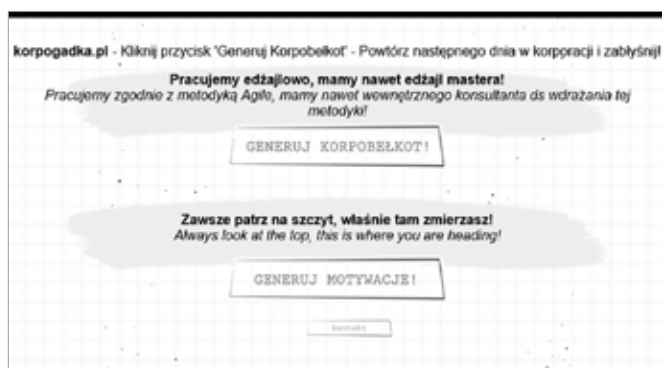 korpogadka.pl - Kliknij przycisk 'Generuj Korpobełkot' - Powtórz następnego dnia w korporacji i zabłyśnij!
Pracujemy edżajlowo, mamy nawet edżajl mastera!
Pracujemy zgodnie z metodyką Agile, mamy nawet wewnętrznego konsultanta ds wdrażania tej
metodyki!
GENERUJ KORPOBEŁKOT!
Zawsze patrz na szczyt, właśnie tam zmierzasz!
Always look at the top, this is where you are heading!
GENERUJ MOTYWACJE!
kontakt